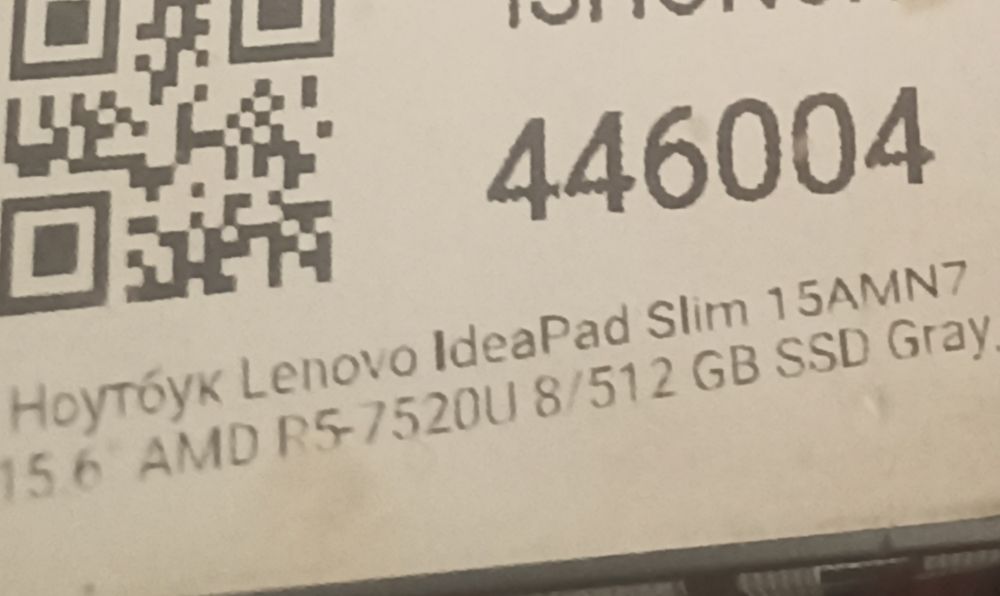 446004
Ноутбук Lenovo IdeaPad Slim 15AMN7
15.6" AMD R5-7520U 8/512 GB SSD Gray,